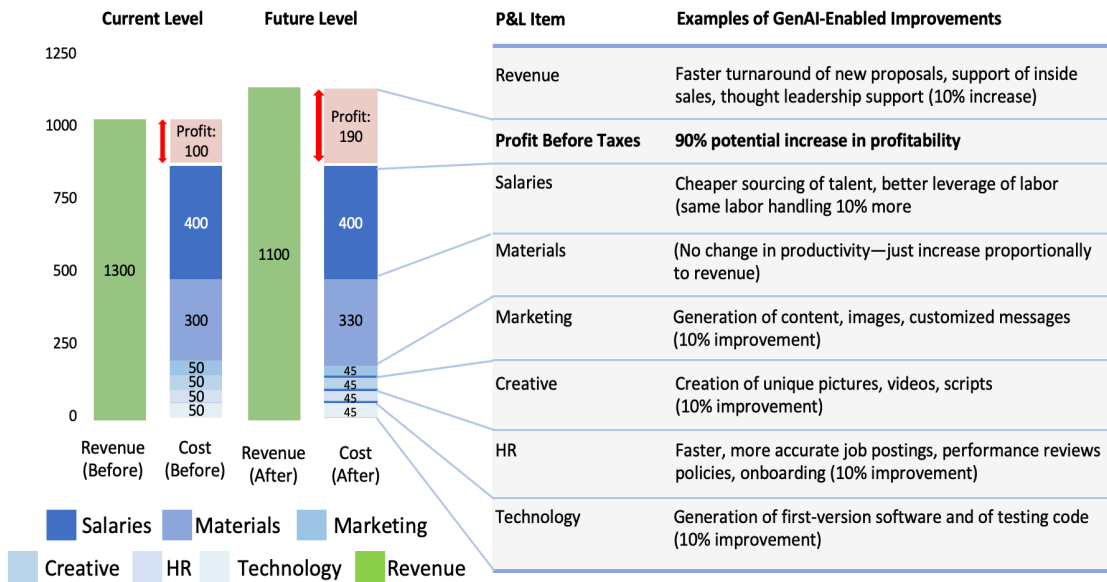 Current Level
Future Level
P&L Item
Examples of GenAI-Enabled Improvements
1250
1000
750
500
250
0
1300
Profit:
100
400
300
50
50
50
50
1100
Profit:
190
400
330
45
45
45
45
Revenue
(Before)
Cost
(Before)
Revenue
(After)
Cost
(After)
Salaries
Materials
Marketing
Creative
HR
Technology
Revenue
Revenue
Faster turnaround of new proposals, support of inside
sales, thought leadership support (10% increase)
Profit Before Taxes
90% potential increase in profitability
Salaries
Cheaper sourcing of talent, better leverage of labor
(same labor handling 10% more
Materials
(No change in productivity—just increase proportionally
to revenue)
Marketing
Generation of content, images, customized messages
(10% improvement)
Creative
Creation of unique pictures, videos, scripts
(10% improvement)
HR
Faster, more accurate job postings, performance reviews
policies, onboarding (10% improvement)
Technology
Generation of first-version software and of testing code
(10% improvement)